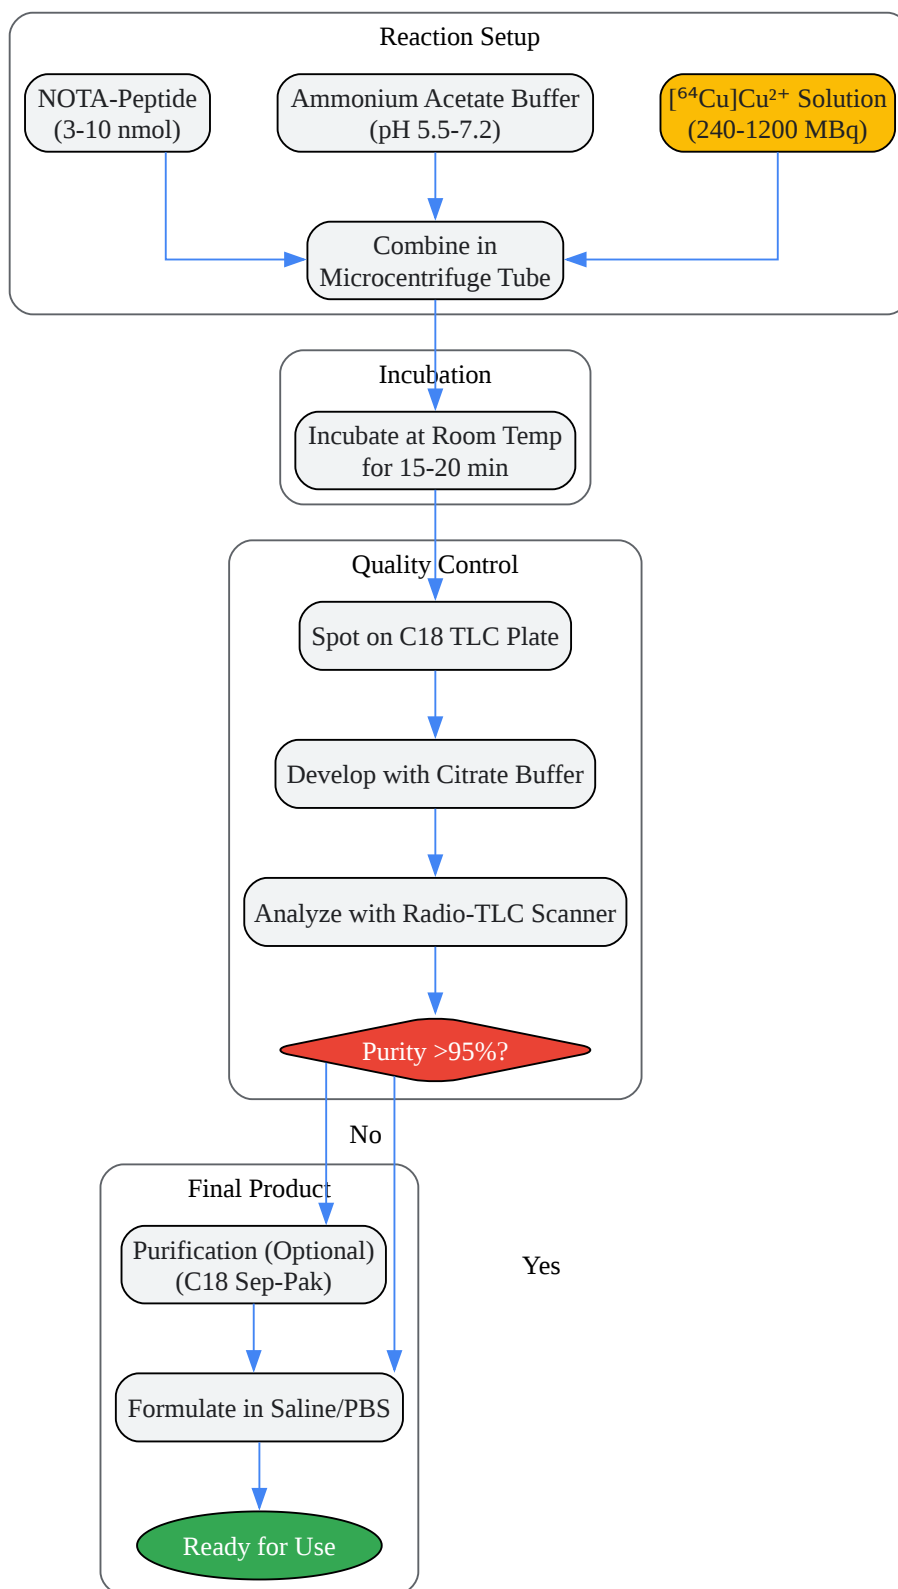 Reaction Setup
NOTA-Peptide
(3-10 nmol)
Ammonium Acetate Buffer
(pH 5.5-7.2)
[⁶⁴Cu]Cu²⁺ Solution
(240-1200 MBq)
Combine in
Microcentrifuge Tube
Incubation
Incubate at Room Temp
for 15-20 min
Quality Control
Spot on C18 TLC Plate
Develop with Citrate Buffer
Analyze with Radio-TLC Scanner
Purity >95%?
No
Final Product
Purification (Optional)
(C18 Sep-Pak)
Yes
Formulate in Saline/PBS
Ready for Use